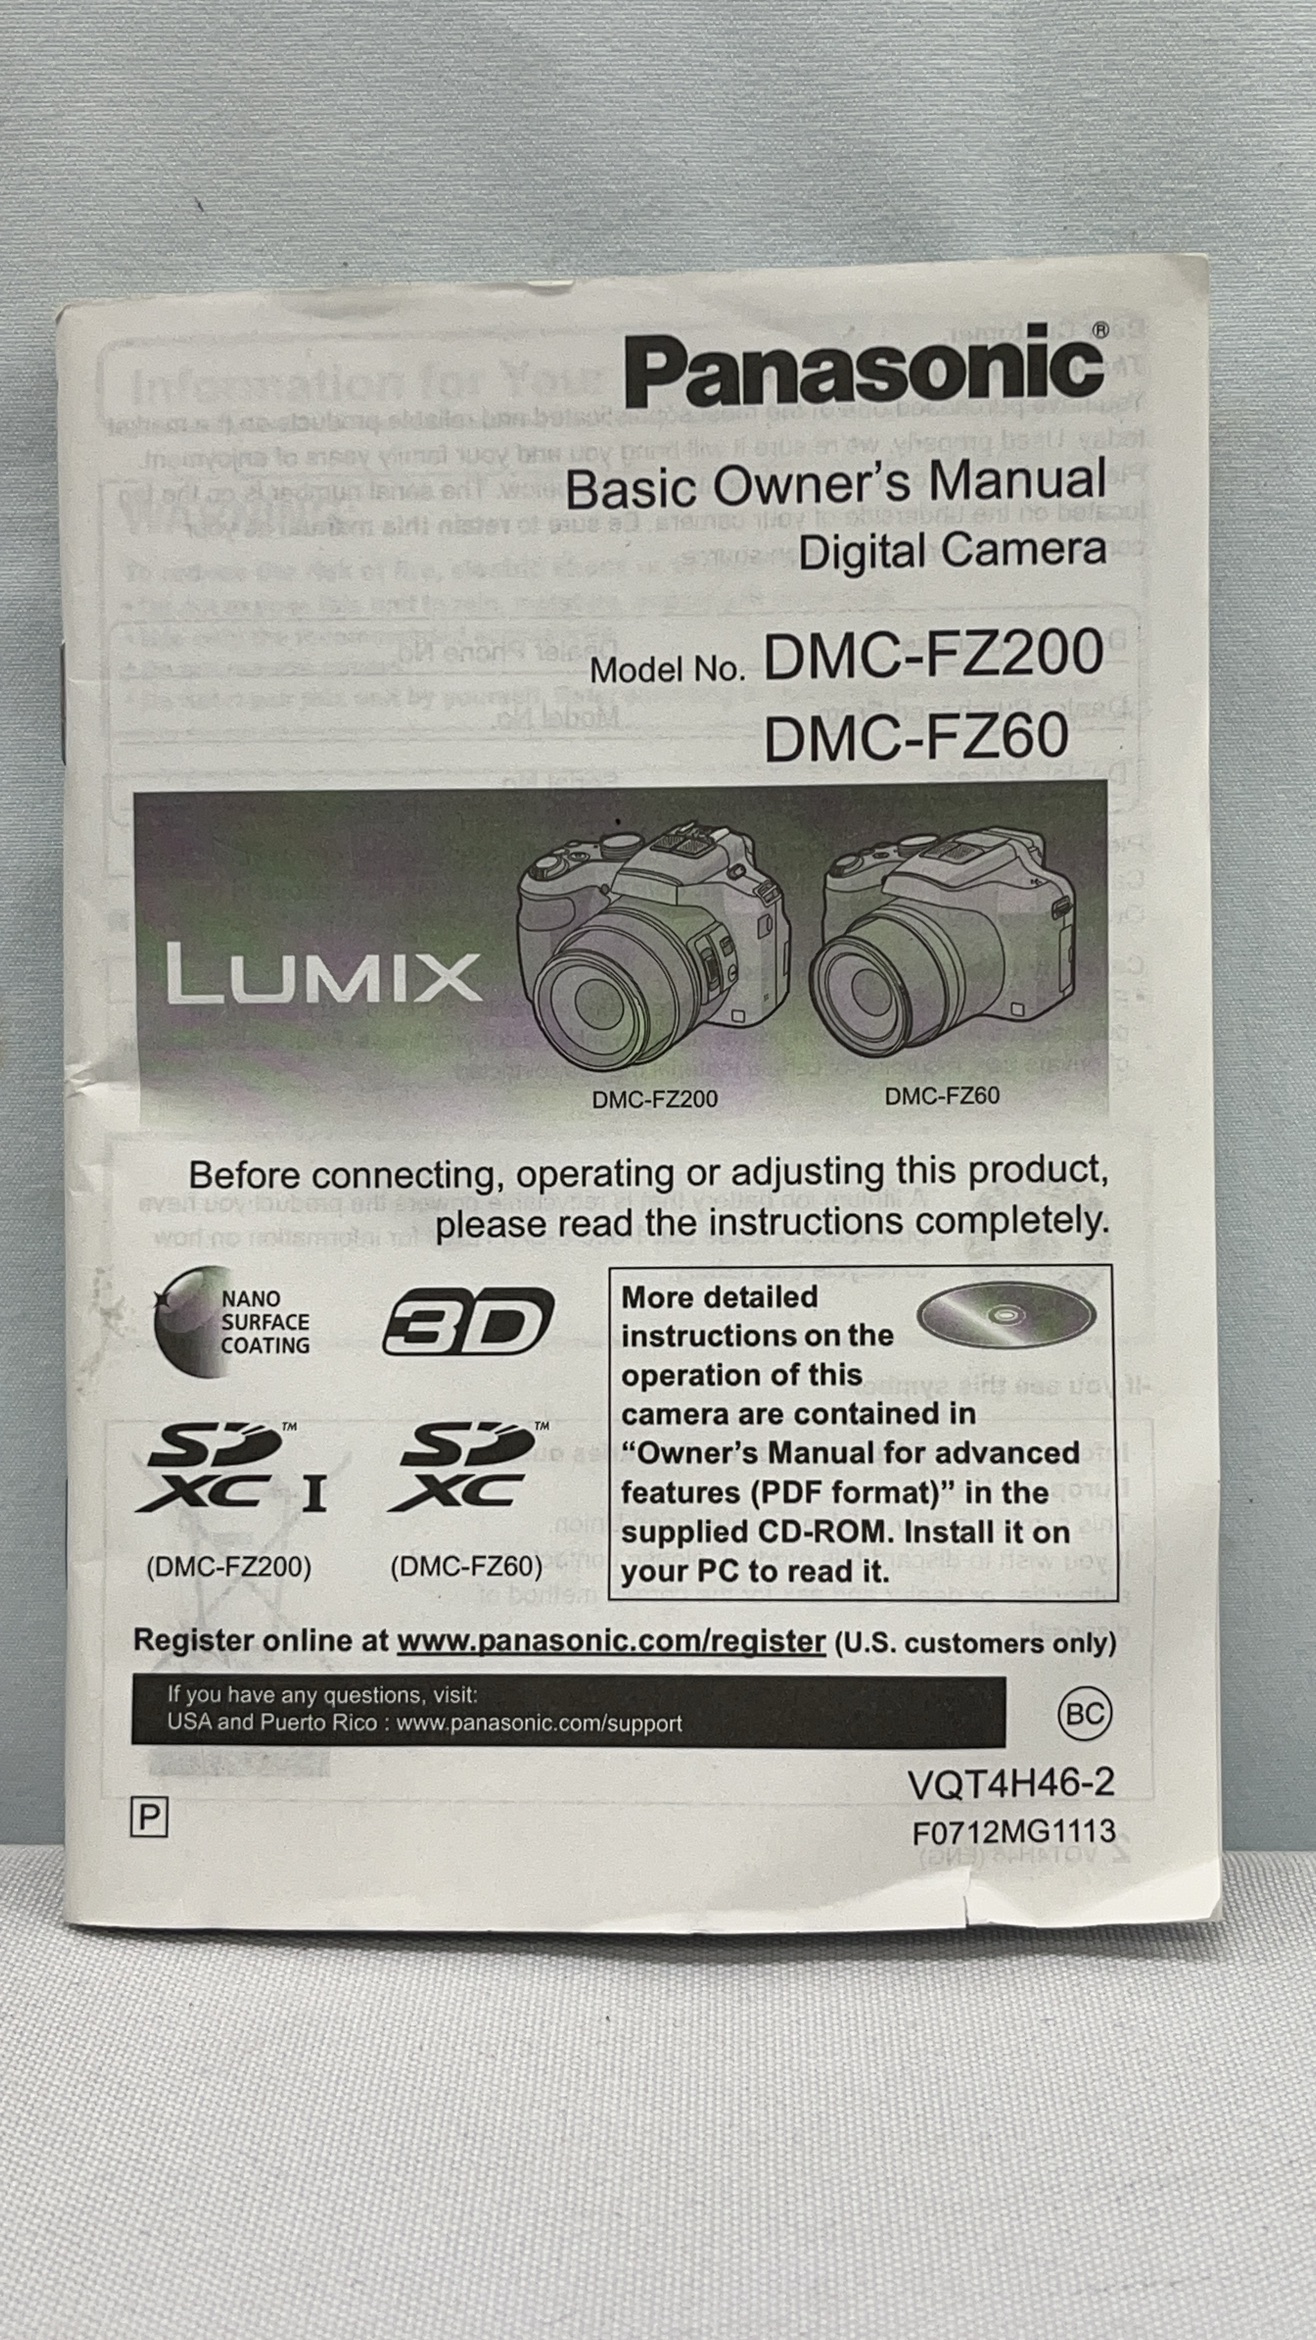 Panasonic®
Basic Owner's Manual
Digital Camera
Model No. DMC-FZ200
DMC-FZ60
LUMIX
DMC-FZ200
DMC-FZ60
Before connecting, operating or adjusting this product,
please read the instructions completely.
NANO
SURFACE
COATING
3D
SD™
XC I
(DMC-FZ200)
SD™
XC
(DMC-FZ60)
More detailed
instructions on the
operation of this
camera are contained in
“Owner's Manual for advanced
features (PDF format)” in the
supplied CD-ROM. Install it on
your PC to read it.
Register online at www.panasonic.com/register (U.S. customers only)
If you have any questions, visit:
USA and Puerto Rico : www.panasonic.com/support
BC
VQT4H46-2
F0712MG1113
P